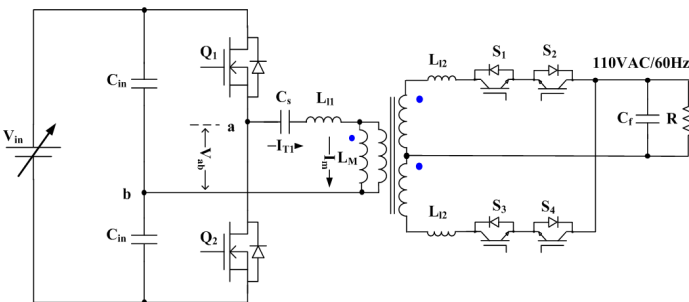 Q1
Cin
Cs
Ll1
Vin
a
Vab
IT1
Im
LM
b
Cin
Q2
Ll2
S1
S2
110VAC/60Hz
Cf
R
Ll2
S3
S4